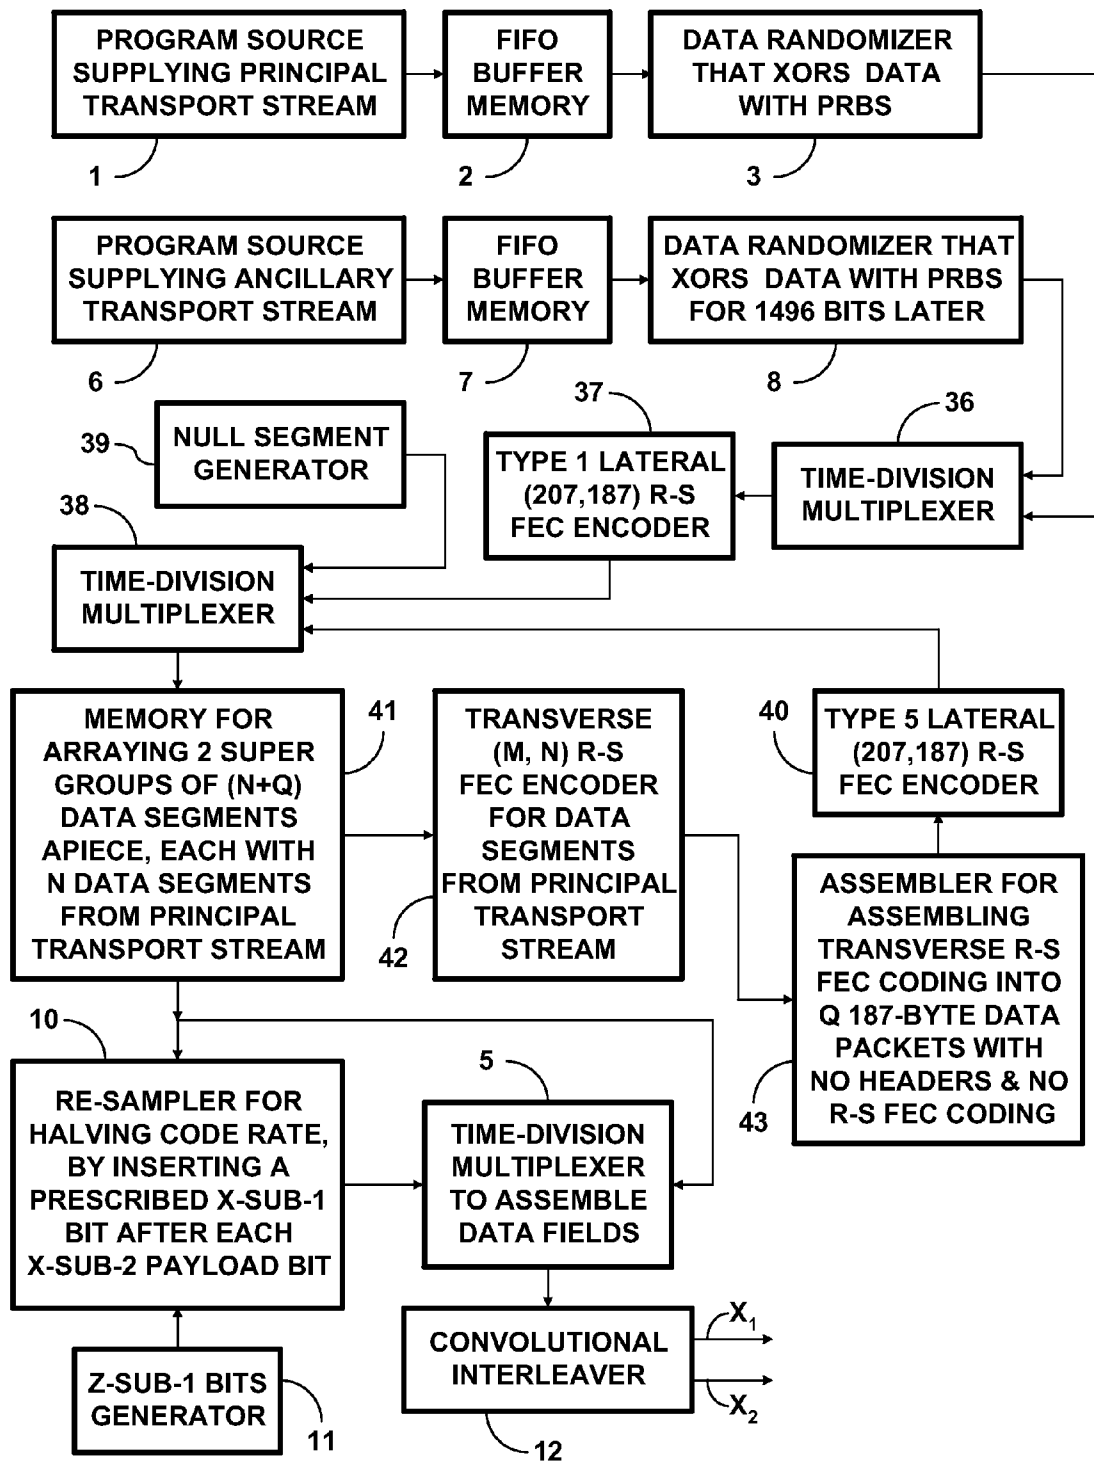 PROGRAM SOURCE
SUPPLYING PRINCIPAL
TRANSPORT STREAM
1
FIFO
BUFFER
MEMORY
2
DATA RANDOMIZER
THAT XORS DATA
WITH PRBS
3
PROGRAM SOURCE
SUPPLYING ANCILLARY
TRANSPORT STREAM
6
FIFO
BUFFER
MEMORY
7
DATA RANDOMIZER THAT
XORS DATA WITH PRBS
FOR 1496 BITS LATER
8
NULL SEGMENT
GENERATOR
39
TYPE 1 LATERAL
(207,187) R-S
FEC ENCODER
37
TIME-DIVISION
MULTIPLEXER
36
38
TIME-DIVISION
MULTIPLEXER
MEMORY FOR
ARRAYING 2 SUPER
GROUPS OF (N+Q)
DATA SEGMENTS
APIECE, EACH WITH
N DATA SEGMENTS
FROM PRINCIPAL
TRANSPORT STREAM
41
TRANSVERSE
(M, N) R-S
FEC ENCODER
FOR DATA
SEGMENTS
FROM PRINCIPAL
TRANSPORT
STREAM
42
40
TYPE 5 LATERAL
(207,187) R-S
FEC ENCODER
ASSEMBLER FOR
ASSEMBLING
TRANSVERSE R-S
FEC CODING INTO
Q 187-BYTE DATA
PACKETS WITH
NO HEADERS & NO
R-S FEC CODING
43
10
RE-SAMPLER FOR
HALVING CODE RATE,
BY INSERTING A
PRESCRIBED X-SUB-1
BIT AFTER EACH
X-SUB-2 PAYLOAD BIT
5
TIME-DIVISION
MULTIPLEXER
TO ASSEMBLE
DATA FIELDS
Z-SUB-1 BITS
GENERATOR
11
CONVOLUTIONAL
INTERLEAVER
12
X₁
X₂